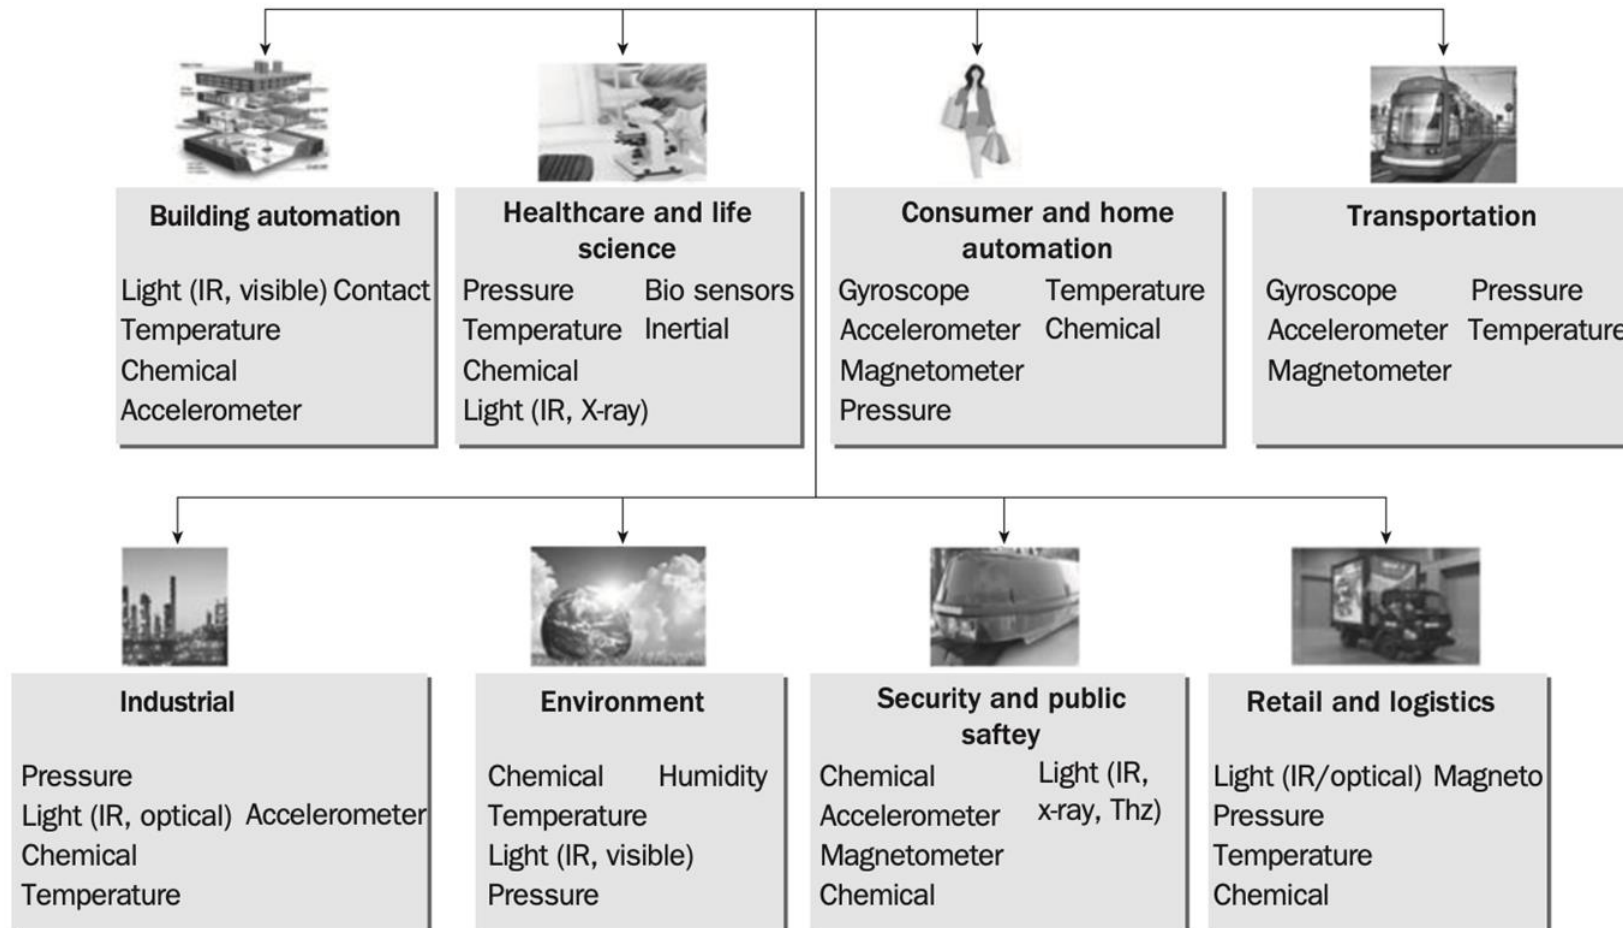 Building automation
Light (IR, visible) Contact
Temperature
Chemical
Accelerometer
Healthcare and life
science
Pressure Bio sensors
Temperature Inertial
Chemical
Light (IR, X-ray)
Consumer and home
automation
Gyroscope Temperature
Accelerometer Chemical
Magnetometer
Pressure
Transportation
Gyroscope Pressure
Accelerometer Temperature
Magnetometer
Industrial
Pressure
Light (IR, optical) Accelerometer
Chemical
Temperature
Environment
Chemical Humidity
Temperature
Light (IR, visible)
Pressure
Security and public
saftey
Chemical Light (IR,
Accelerometer x-ray, Thz)
Magnetometer
Chemical
Retail and logistics
Light (IR/optical) Magneto
Pressure
Temperature
Chemical